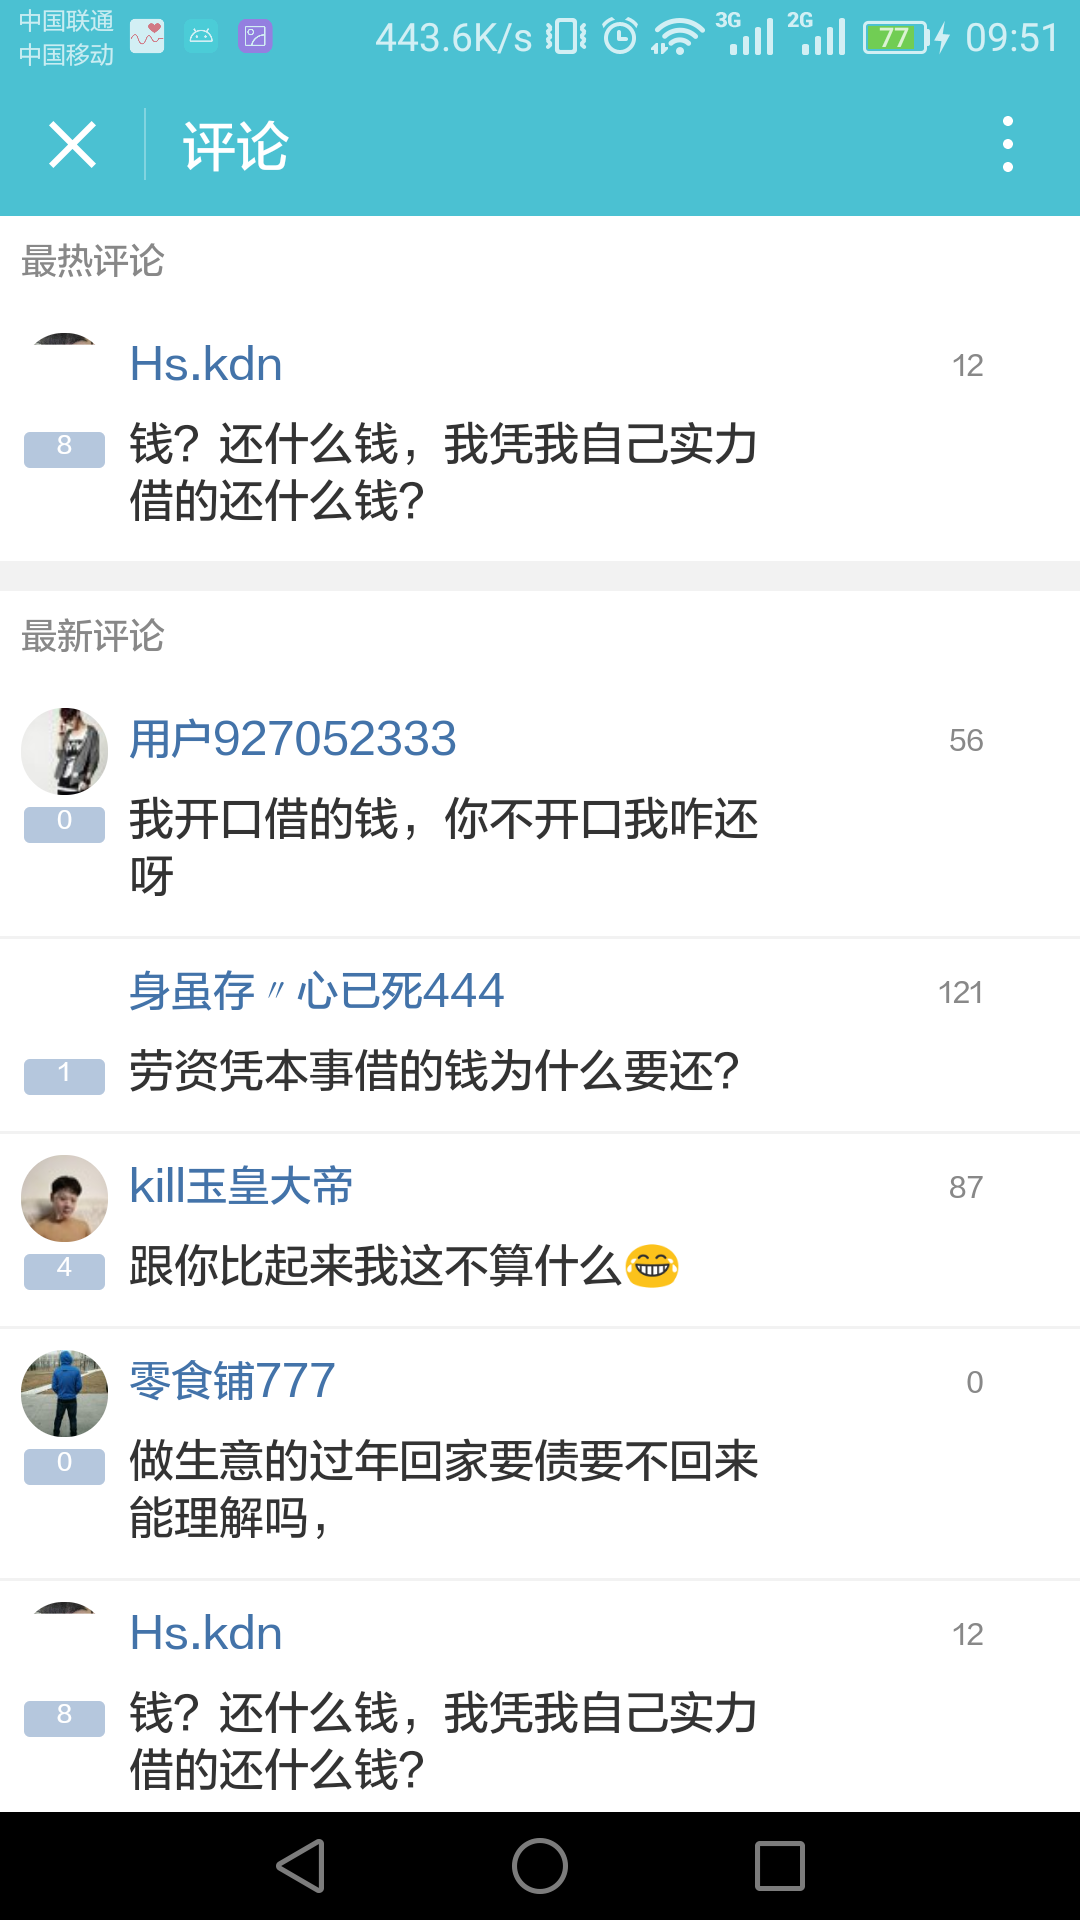 中国联通
中国移动
443.6K/s
3G
2G
77
09:51
评论
最热评论
Hs.kdn
12
8
钱？还什么钱，我凭我自己实力
借的还什么钱？
最新评论
用户927052333
56
0
我开口借的钱，你不开口我咋还
呀
身虽存〃心已死444
121
1
劳资凭本事借的钱为什么要还？
kill玉皇大帝
87
4
跟你比起来我这不算什么😂
零食铺777
0
0
做生意的过年回家要债要不回来
能理解吗，
Hs.kdn
12
8
钱？还什么钱，我凭我自己实力
借的还什么钱？